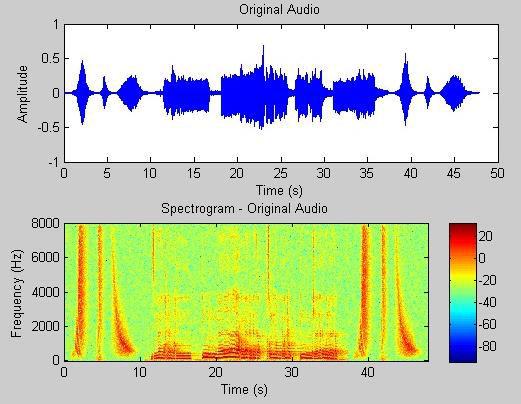 Original Audio
1
0.5
0
-0.5
-1
Amplitude
0 5 10 15 20 25 30 35 40 45 50
Time (s)
Spectrogram - Original Audio
8000
6000
4000
2000
0
Frequency (Hz)
0 10 20 30 40
Time (s)
20
0
-20
-40
-60
-80